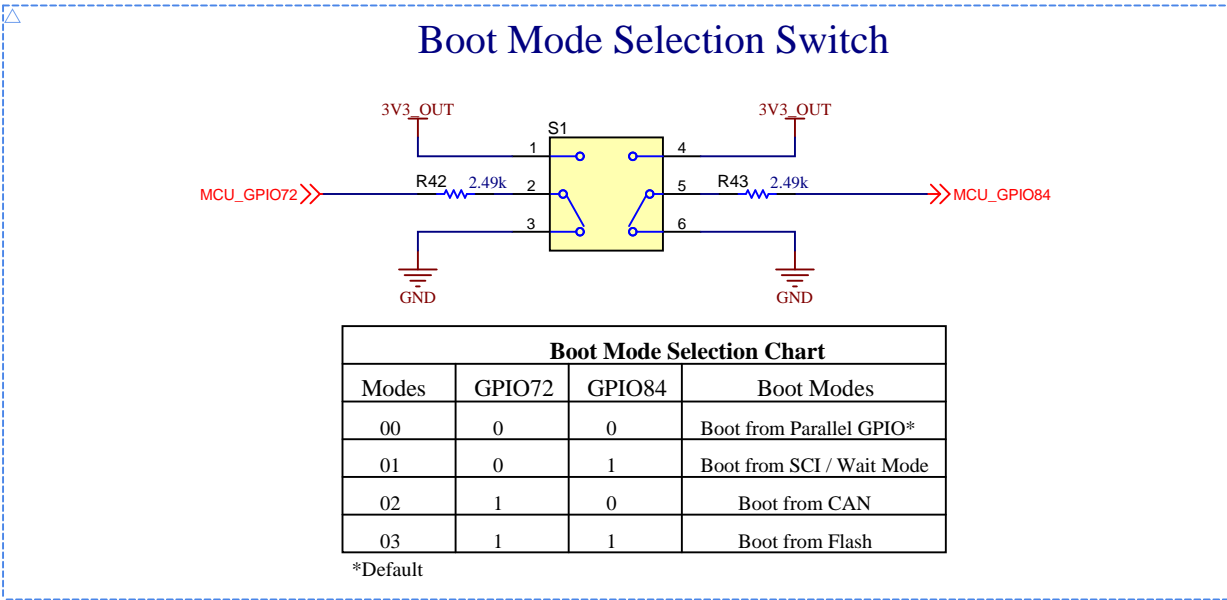 Boot Mode Selection Switch
3V3_OUT 3V3_OUT
S1
1 4
MCU_GPIO72 R42 2.49k 2 5 R43 2.49k MCU_GPIO84
3 6
GND GND
Boot Mode Selection Chart
Modes GPIO72 GPIO84 Boot Modes
00 0 0 Boot from Parallel GPIO*
01 0 1 Boot from SCI / Wait Mode
02 1 0 Boot from CAN
03 1 1 Boot from Flash
*Default